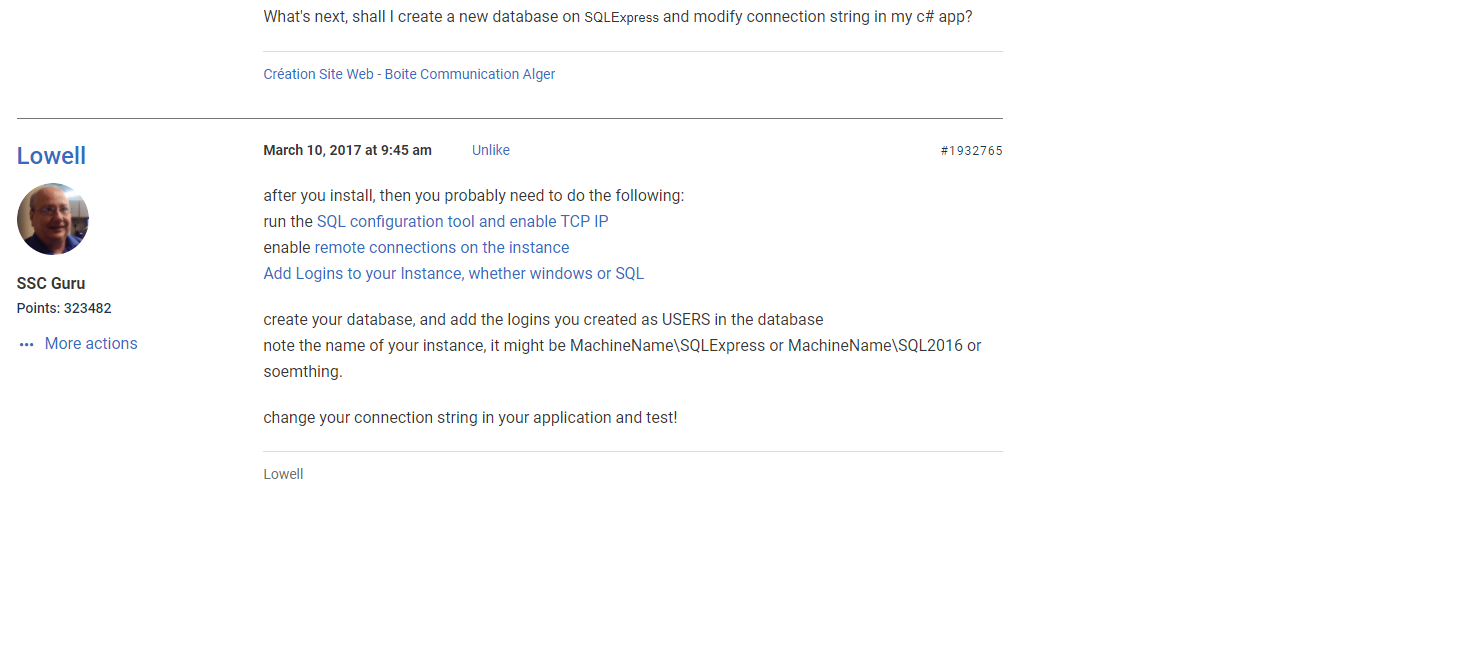 What's next, shall I create a new database on SQLExpress and modify connection string in my c# app?
Création Site Web - Boite Communication Alger
Lowell
March 10, 2017 at 9:45 am Unlike #1932765
SSC Guru
Points: 323482
More actions
after you install, then you probably need to do the following:
run the SQL configuration tool and enable TCP IP
enable remote connections on the instance
Add Logins to your Instance, whether windows or SQL
create your database, and add the logins you created as USERS in the database
note the name of your instance, it might be MachineName\SQLExpress or MachineName\SQL2016 or
soemthing.
change your connection string in your application and test!
Lowell